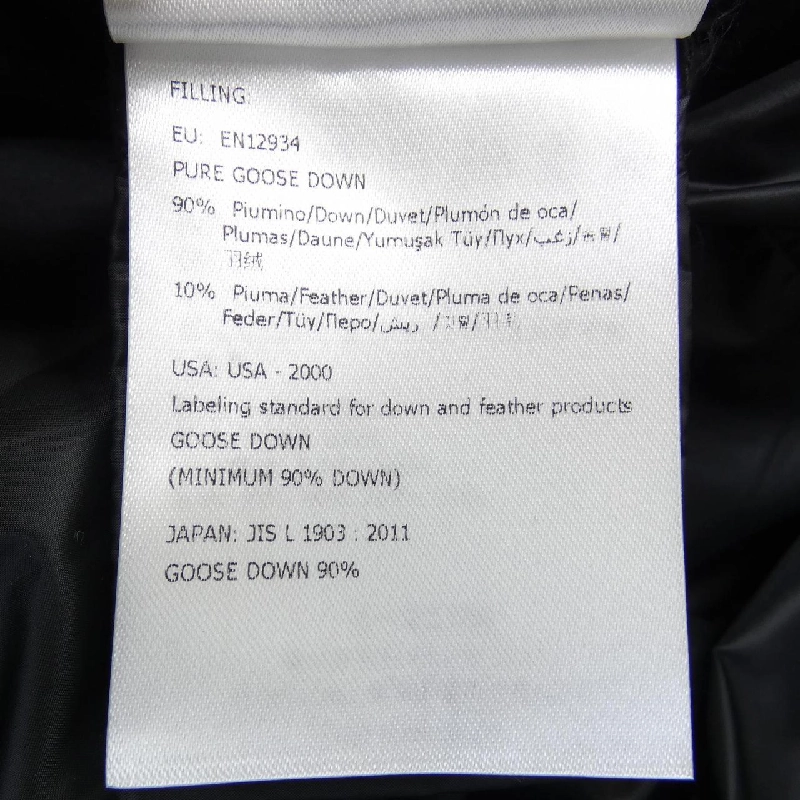 FILLING
EU: EN12934
PURE GOOSE DOWN
90% Piumino/Down/Duvet/Plumón de oca/
Plumas/Daune/Yumuşak Tüy/Пух/زغب/
羽绒
10% Piuma/Feather/Duvet/Pluma de oca/Penas/
Feder/Tüy/Перо/ريش /
USA: USA - 2000
Labeling standard for down and feather products
GOOSE DOWN
(MINIMUM 90% DOWN)
JAPAN: JIS L 1903 : 2011
GOOSE DOWN 90%